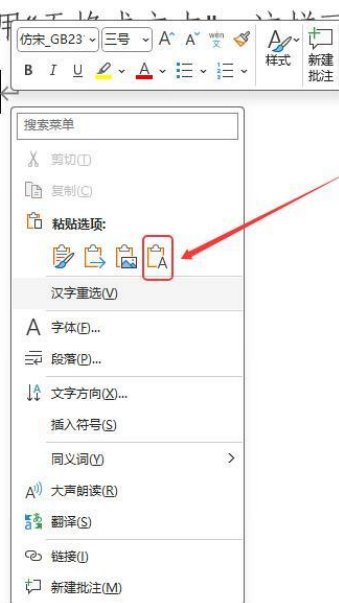 仿宋_GB23
三号
A^ A˅ wén 文
样式 新建批注
B I U A
搜索菜单
剪切(T)
复制(C)
粘贴选项:
A
汉字重选(V)
A 字体(F)...
段落(P)...
A 文字方向(X)...
插入符号(S)
同义词(Y)
A 大声朗读(R)
翻译(S)
链接(I)
新建批注(M)